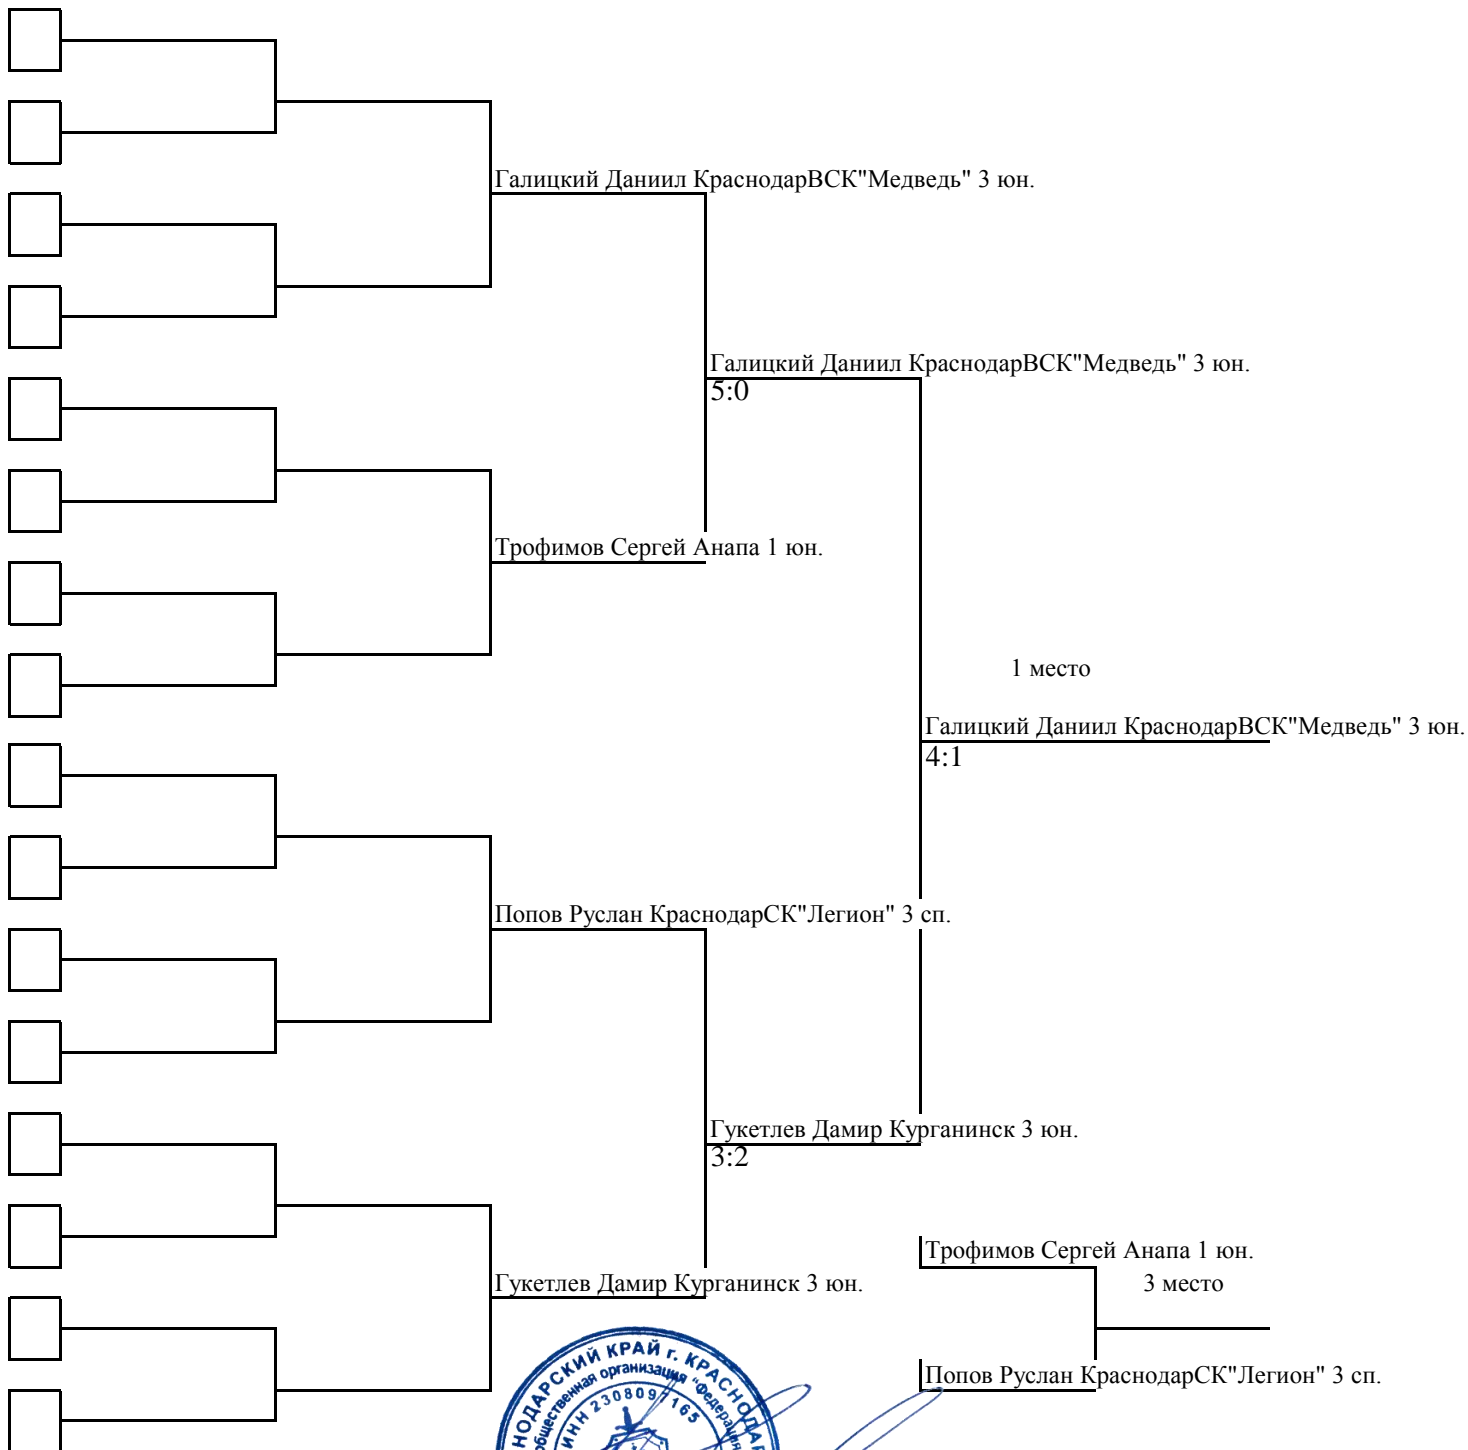 Галицкий Даниил КраснодарВСК"Медведь" 3 юн.
Галицкий Даниил КраснодарВСК"Медведь" 3 юн.
5:0
Трофимов Сергей Анапа 1 юн.
1 место
Галицкий Даниил КраснодарВСК"Медведь" 3 юн.
4:1
Попов Руслан КраснодарСК"Легион" 3 сп.
Гукетлев Дамир Курганинск 3 юн.
3:2
Трофимов Сергей Анапа 1 юн.
Гукетлев Дамир Курганинск 3 юн.
3 место
Попов Руслан КраснодарСК"Легион" 3 сп.
КРАЙ г.
общественная организация "Федерация
ИНН